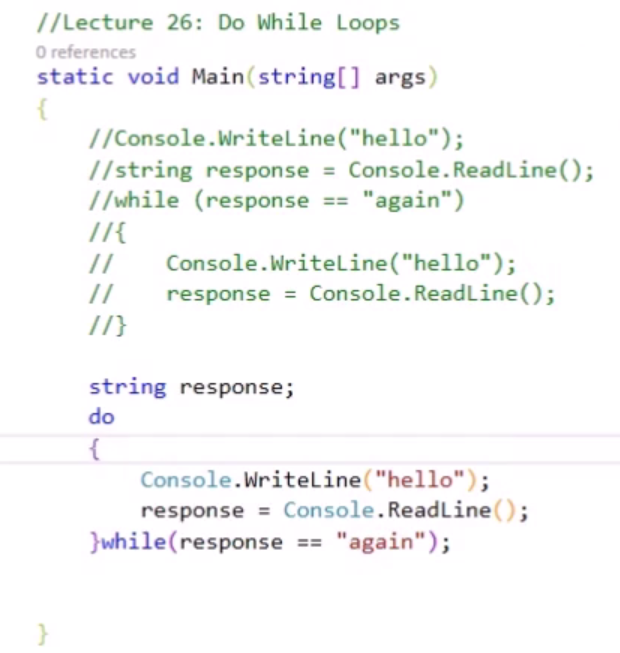 //Lecture 26: Do While Loops
0 references
static void Main(string[] args)
{
    //Console.WriteLine("hello");
    //string response = Console.ReadLine();
    //while (response == "again")
    //{
    //    Console.WriteLine("hello");
    //    response = Console.ReadLine();
    //}
    string response;
    do
    {
        Console.WriteLine("hello");
        response = Console.ReadLine();
    }while(response == "again");
}